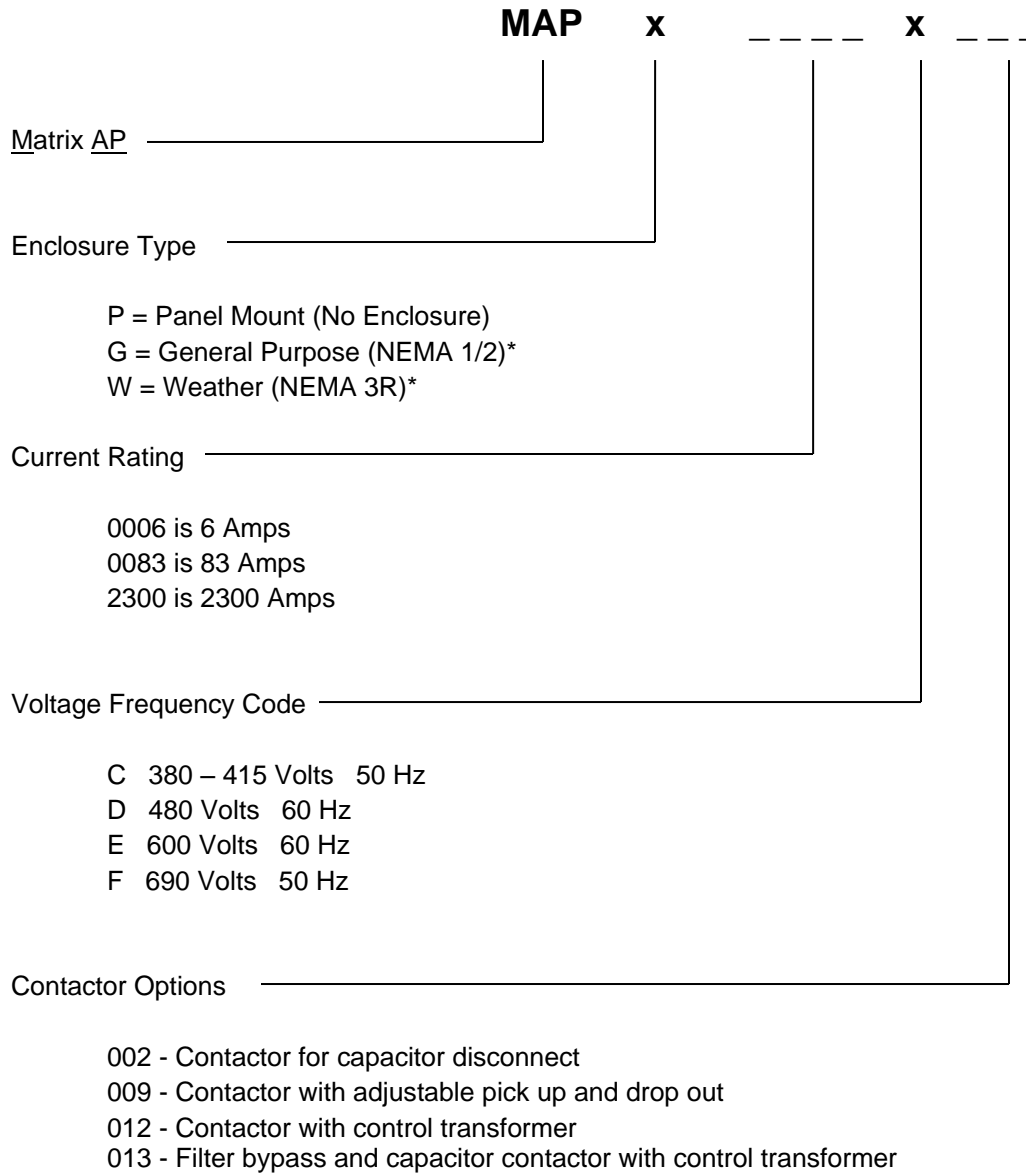 MAP x _ _ _ _ x _ _ _
Matrix AP
Enclosure Type
P = Panel Mount (No Enclosure)
G = General Purpose (NEMA 1/2)*
W = Weather (NEMA 3R)*
Current Rating
0006 is 6 Amps
0083 is 83 Amps
2300 is 2300 Amps
Voltage Frequency Code
C 380 – 415 Volts 50 Hz
D 480 Volts 60 Hz
E 600 Volts 60 Hz
F 690 Volts 50 Hz
Contactor Options
002 - Contactor for capacitor disconnect
009 - Contactor with adjustable pick up and drop out
012 - Contactor with control transformer
013 - Filter bypass and capacitor contactor with control transformer